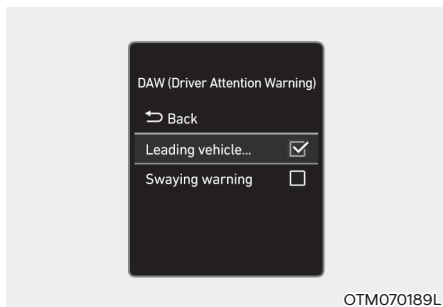 DAW (Driver Attention Warning)
Back
Leading vehicle...
Swaying warning
OTM070189L